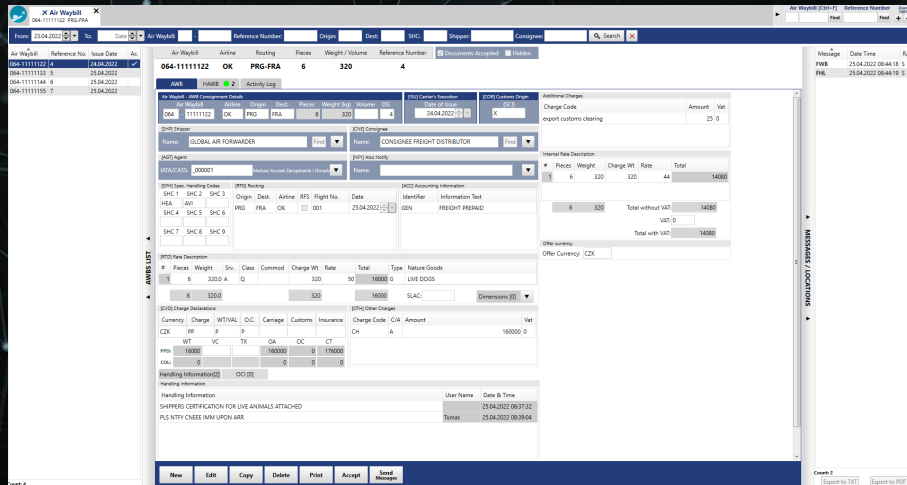 Air Waybill X
064-11111122 PRG-FRA
Air Waybill [Ctrl+F] Reference Number
Find Find
From: 23.04.2022 To: Date Air Waybill - Reference Number: Origin: Dest: SHC: Shipper: Consignee: Search X
Air Waybill Reference No. Issue Date Ac.
064-11111122 4 24.04.2022
064-11111133 5 25.04.2022
064-11111144 6 25.04.2022
064-11111155 7 25.04.2022
Count: 4
AWBS LIST
Air Waybill Airline Routing Pieces Weight / Volume Reference Number Documents Accepted Hidden
064-11111122 OK PRG-FRA 6 320 4
AWB HAWB 2 Activity Log
Air Waybill - AWB Consignment Details
Air Waybill Airline Origin Dest. Pieces Weight (kg) Volume DG
064 - 11111122 OK PRG FRA 6 320 4
[ISU] Carrier's Execution
Date of Issue
24.04.2022
[COR] Customs Origin
(SCI)
X
[SHP] Shipper
Name: GLOBAL AIR FORWARDER Find
[CNE] Consignee
Name: CONSIGNEE FREIGHT DISTRIBUTOR Find
[AGT] Agent
IATA/CASS: _000001
[NFY] Also Notify
Name:
[SPH] Spec. Handling Codes
SHC 1 SHC 2 SHC 3
HEA AVI
SHC 4 SHC 5 SHC 6
SHC 7 SHC 8 SHC 9
[RTG] Routing
Origin Dest. Airline RFS Flight No. Date
PRG FRA OK 001 25.04.2022
[ACC] Accounting Information
Identifier Information Text
GEN FREIGHT PREPAID
[RTD] Rate Description
# Pieces Weight Srv. Class Commod Charge Wt Rate Total Type Nature Goods
1 6 320.0 A Q 320 50 16000 G LIVE DOGS
6 320.0 320 16000 SLAC: Dimensions [0]
[CVD] Charge Declarations
Currency Charge WT/VAL O.C. Carriage Customs Insurance
CZK PP P P
WT VC TX OA OC CT
PPD: 16000 160000 0 176000
COL: 0 0 0 0
[OTH] Other Charges
Charge Code C/A Amount Vat
CH A 160000 0
Handling Information[2] OCI [0]
Handling Information
Handling Information User Name Date & Time
SHIPPERS CERTIFICATION FOR LIVE ANIMALS ATTACHED 25.04.2022 08:37:32
PLS NTFY CNEEE IMM UPON ARR Tomas 25.04.2022 08:39:04
New Edit Copy Delete Print Accept Send Messages
Additional Charges
Charge Code Amount Vat
export customs clearing 25 0
Internal Rate Description
# Pieces Weight Charge Wt Rate Total
1 6 320 320 44 14080
6 320 Total without VAT: 14080
VAT: 0
Total with VAT: 14080
Offer currency
Offer Currency: CZK
MESSAGES / LOCATIONS
Message Date Time
FWB 25.04.2022 08:44:18 S
FHL 25.04.2022 08:44:19 S
Count: 2
Export to TXT Export to PDF